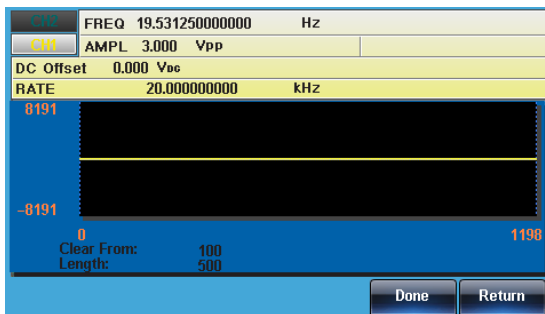 CH2 FREQ 19.531250000000 Hz
CH1 AMPL 3.000 Vpp
DC Offset 0.000 VDC
RATE 20.000000000 kHz
8191
-8191
0 1198
Clear From: 100
Length: 500
Done Return